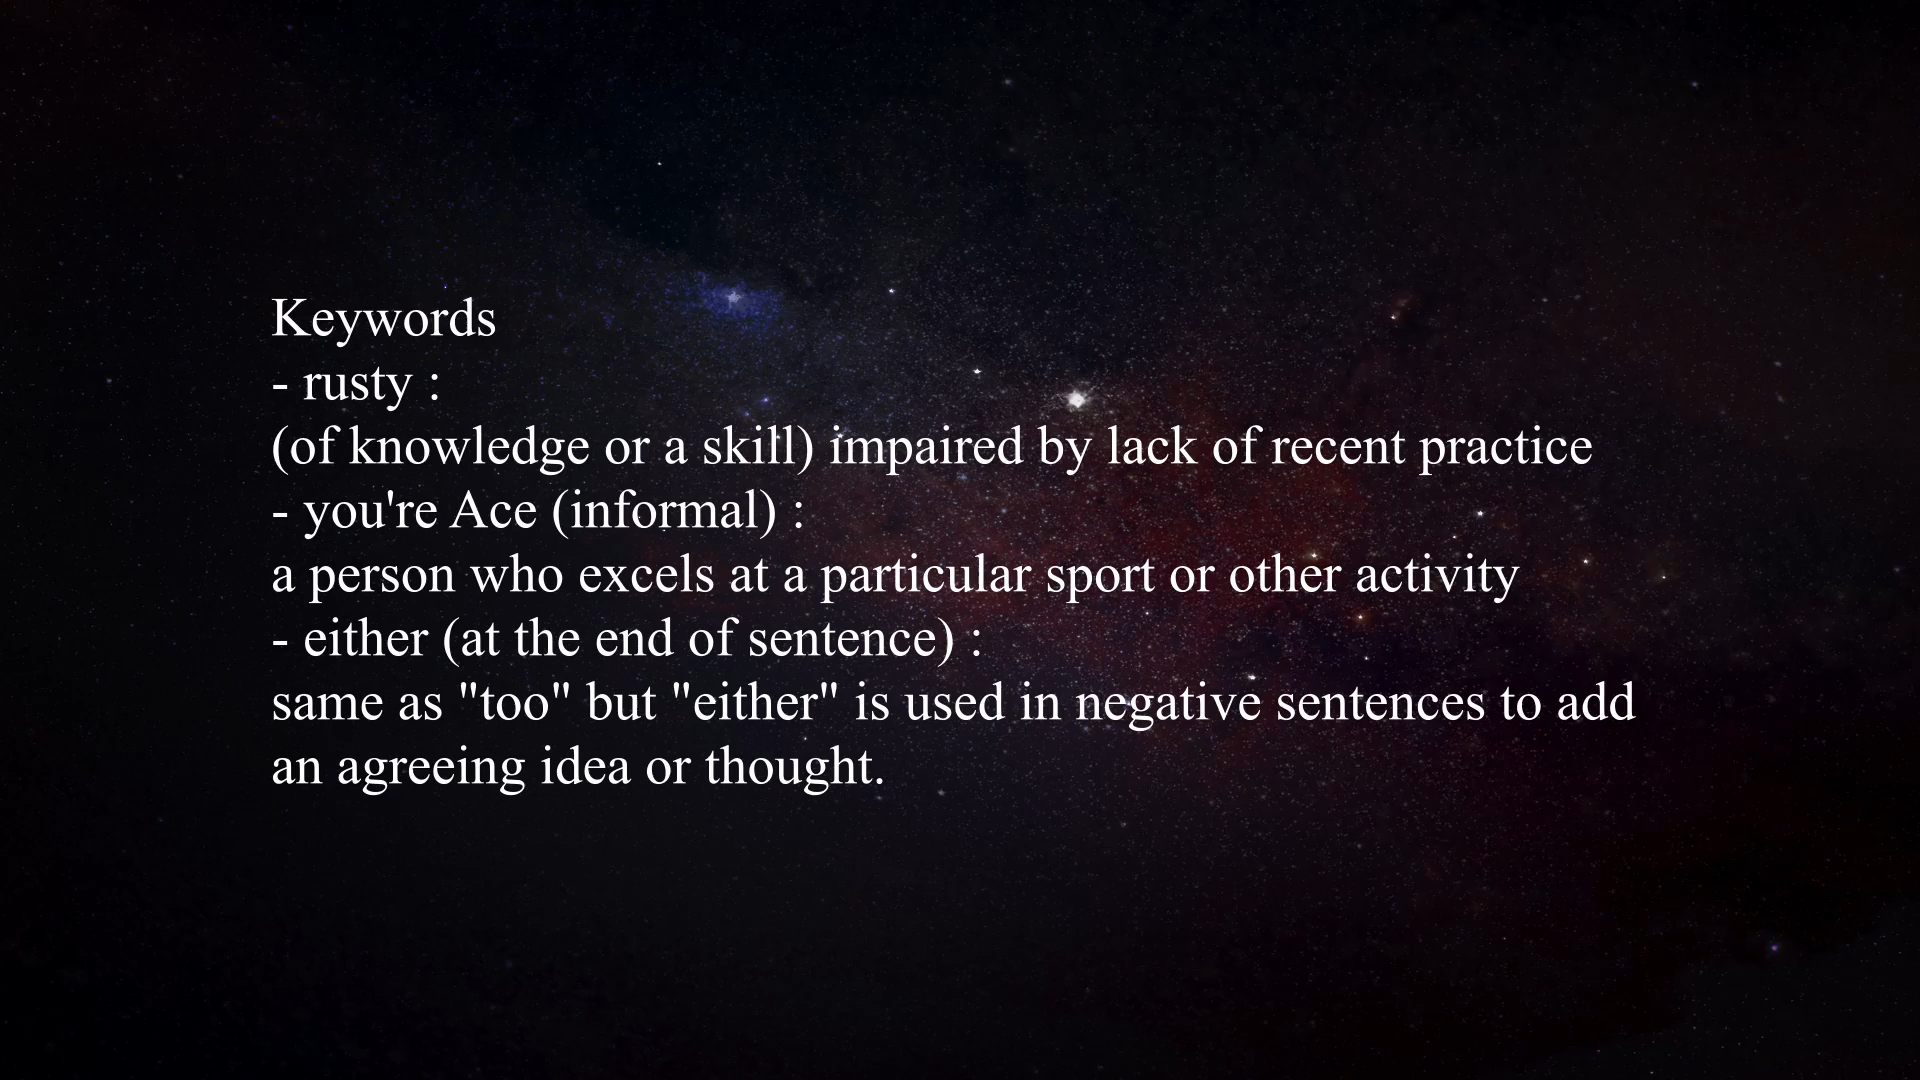 Keywords
- rusty :
(of knowledge or a skill) impaired by lack of recent practice
- you're Ace (informal) :
a person who excels at a particular sport or other activity
- either (at the end of sentence) :
same as "too" but "either" is used in negative sentences to add
an agreeing idea or thought.